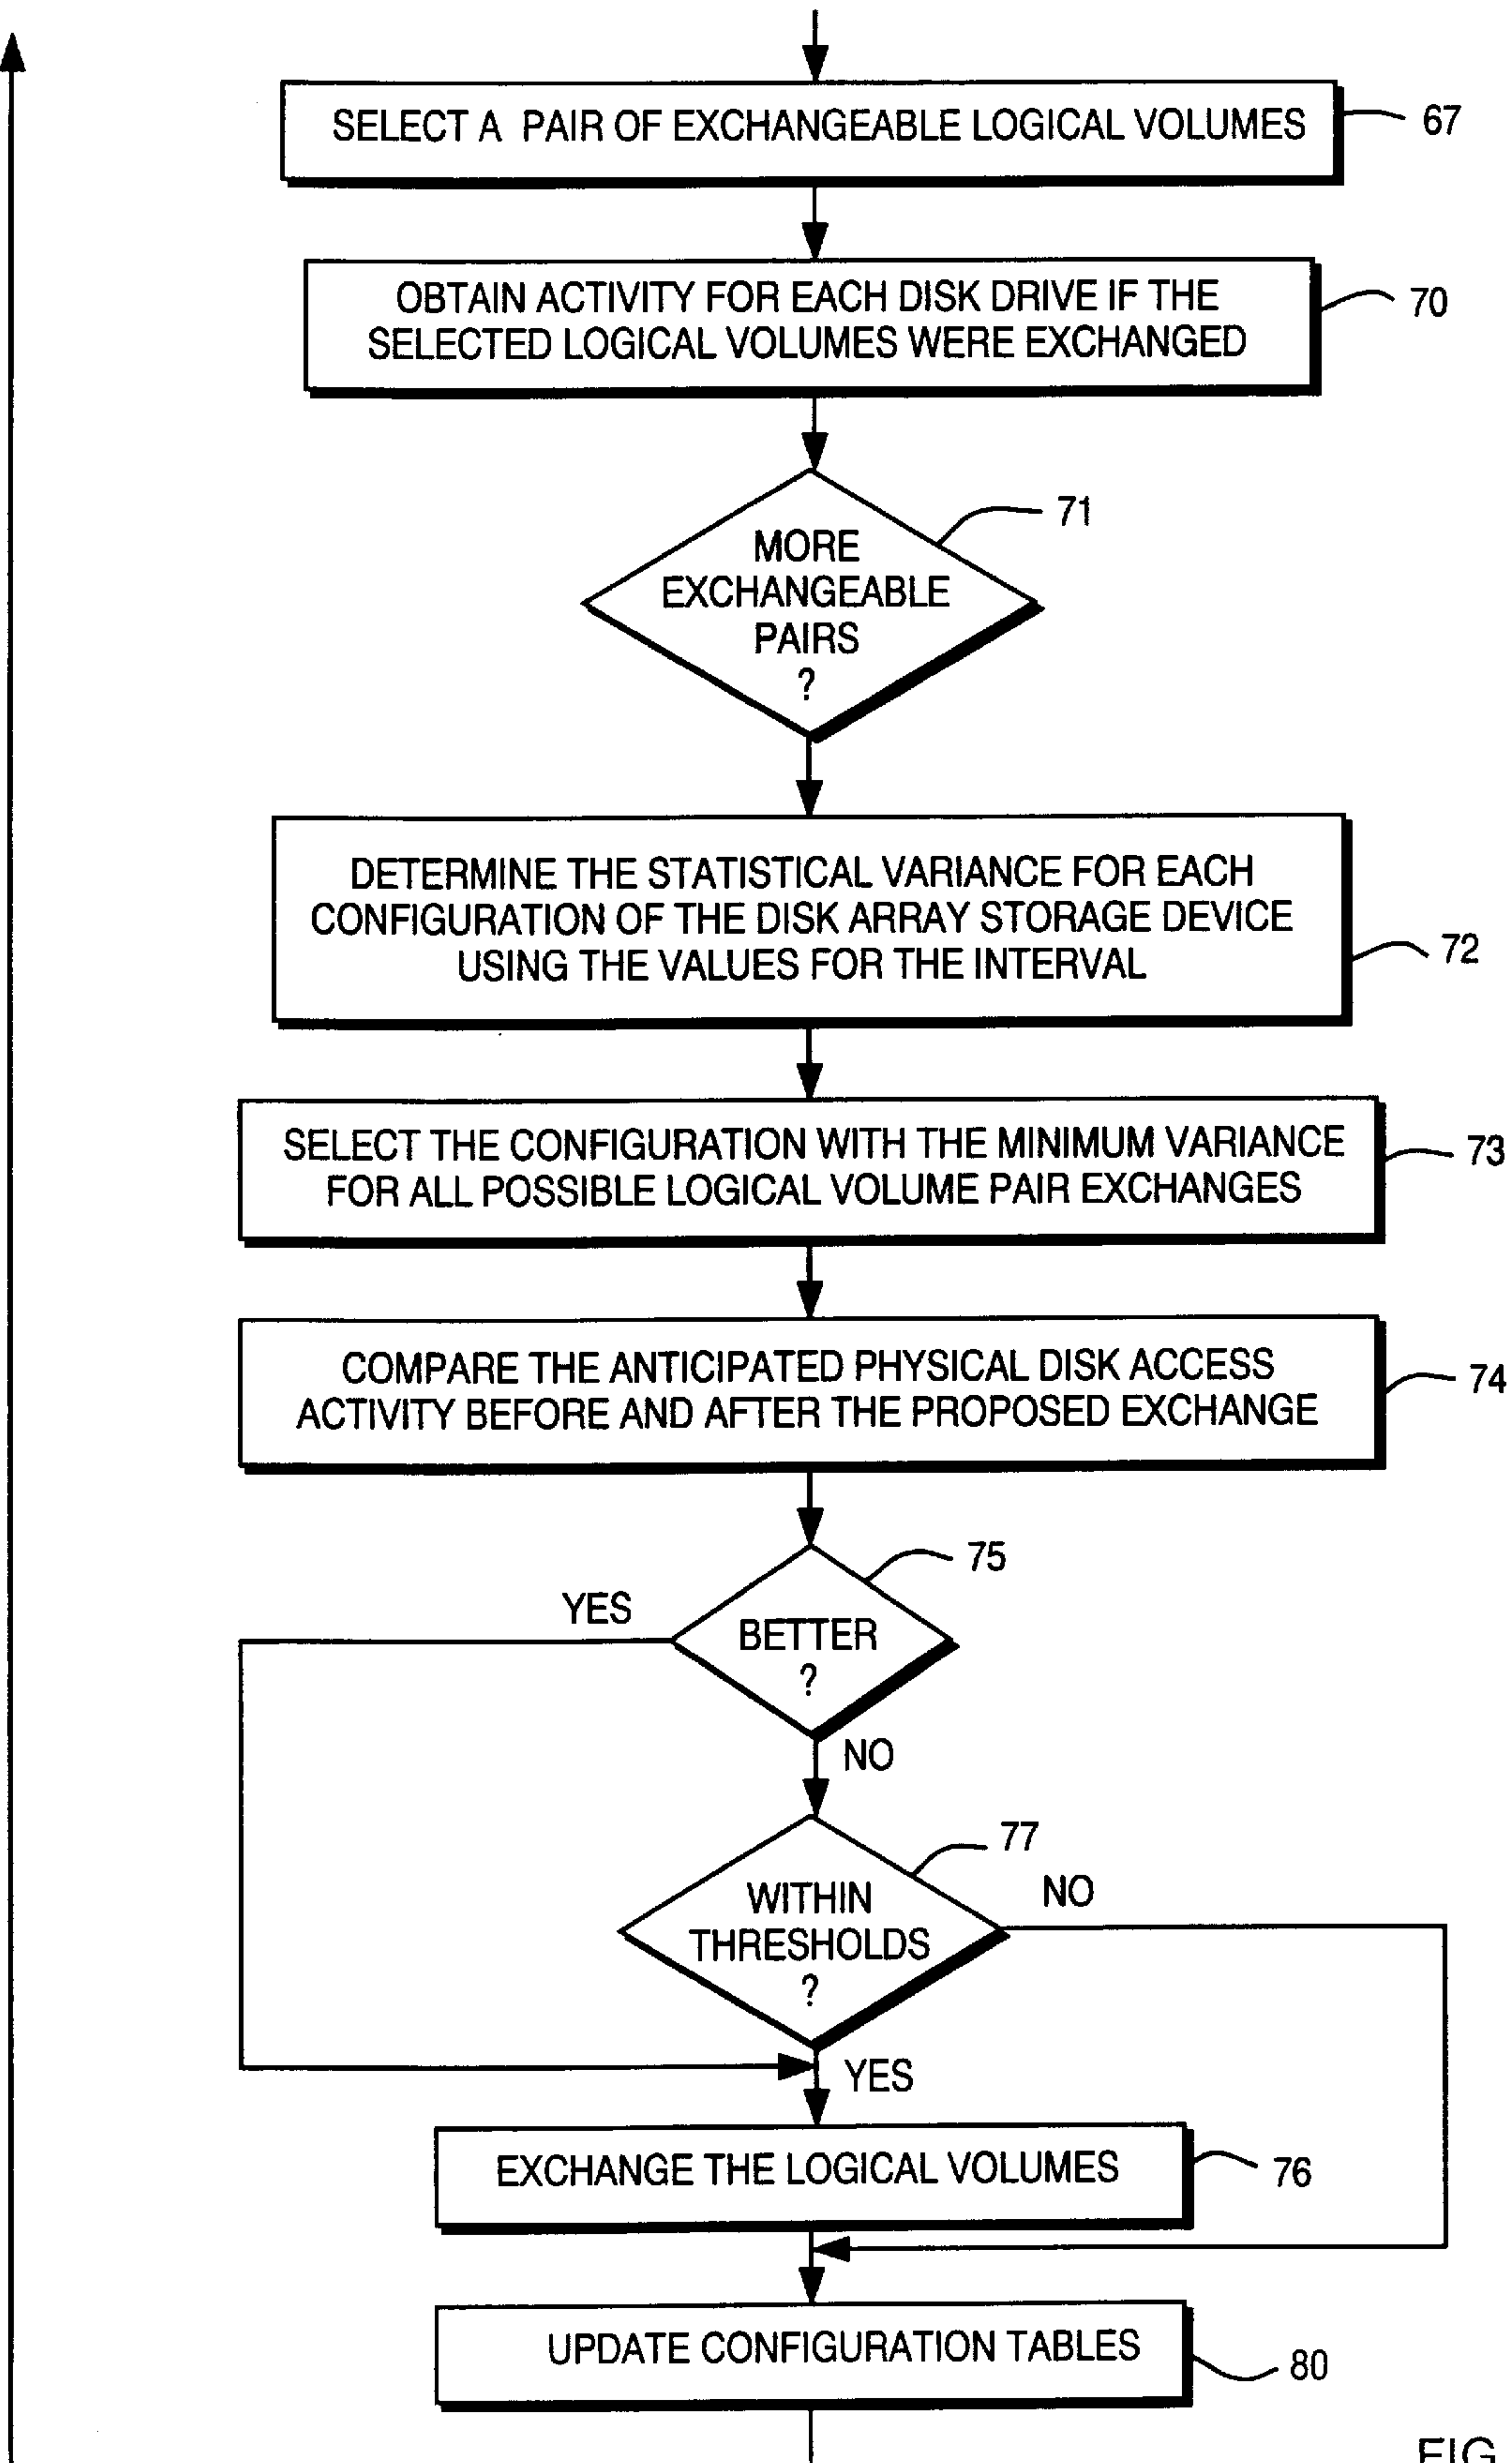 SELECT A PAIR OF EXCHANGEABLE LOGICAL VOLUMES
67
OBTAIN ACTIVITY FOR EACH DISK DRIVE IF THE
SELECTED LOGICAL VOLUMES WERE EXCHANGED
70
71
MORE
EXCHANGEABLE
PAIRS
?
DETERMINE THE STATISTICAL VARIANCE FOR EACH
CONFIGURATION OF THE DISK ARRAY STORAGE DEVICE
USING THE VALUES FOR THE INTERVAL
72
SELECT THE CONFIGURATION WITH THE MINIMUM VARIANCE
FOR ALL POSSIBLE LOGICAL VOLUME PAIR EXCHANGES
73
COMPARE THE ANTICIPATED PHYSICAL DISK ACCESS
ACTIVITY BEFORE AND AFTER THE PROPOSED EXCHANGE
74
75
YES
BETTER
?
NO
77
NO
WITHIN
THRESHOLDS
?
YES
EXCHANGE THE LOGICAL VOLUMES
76
UPDATE CONFIGURATION TABLES
80
FIG